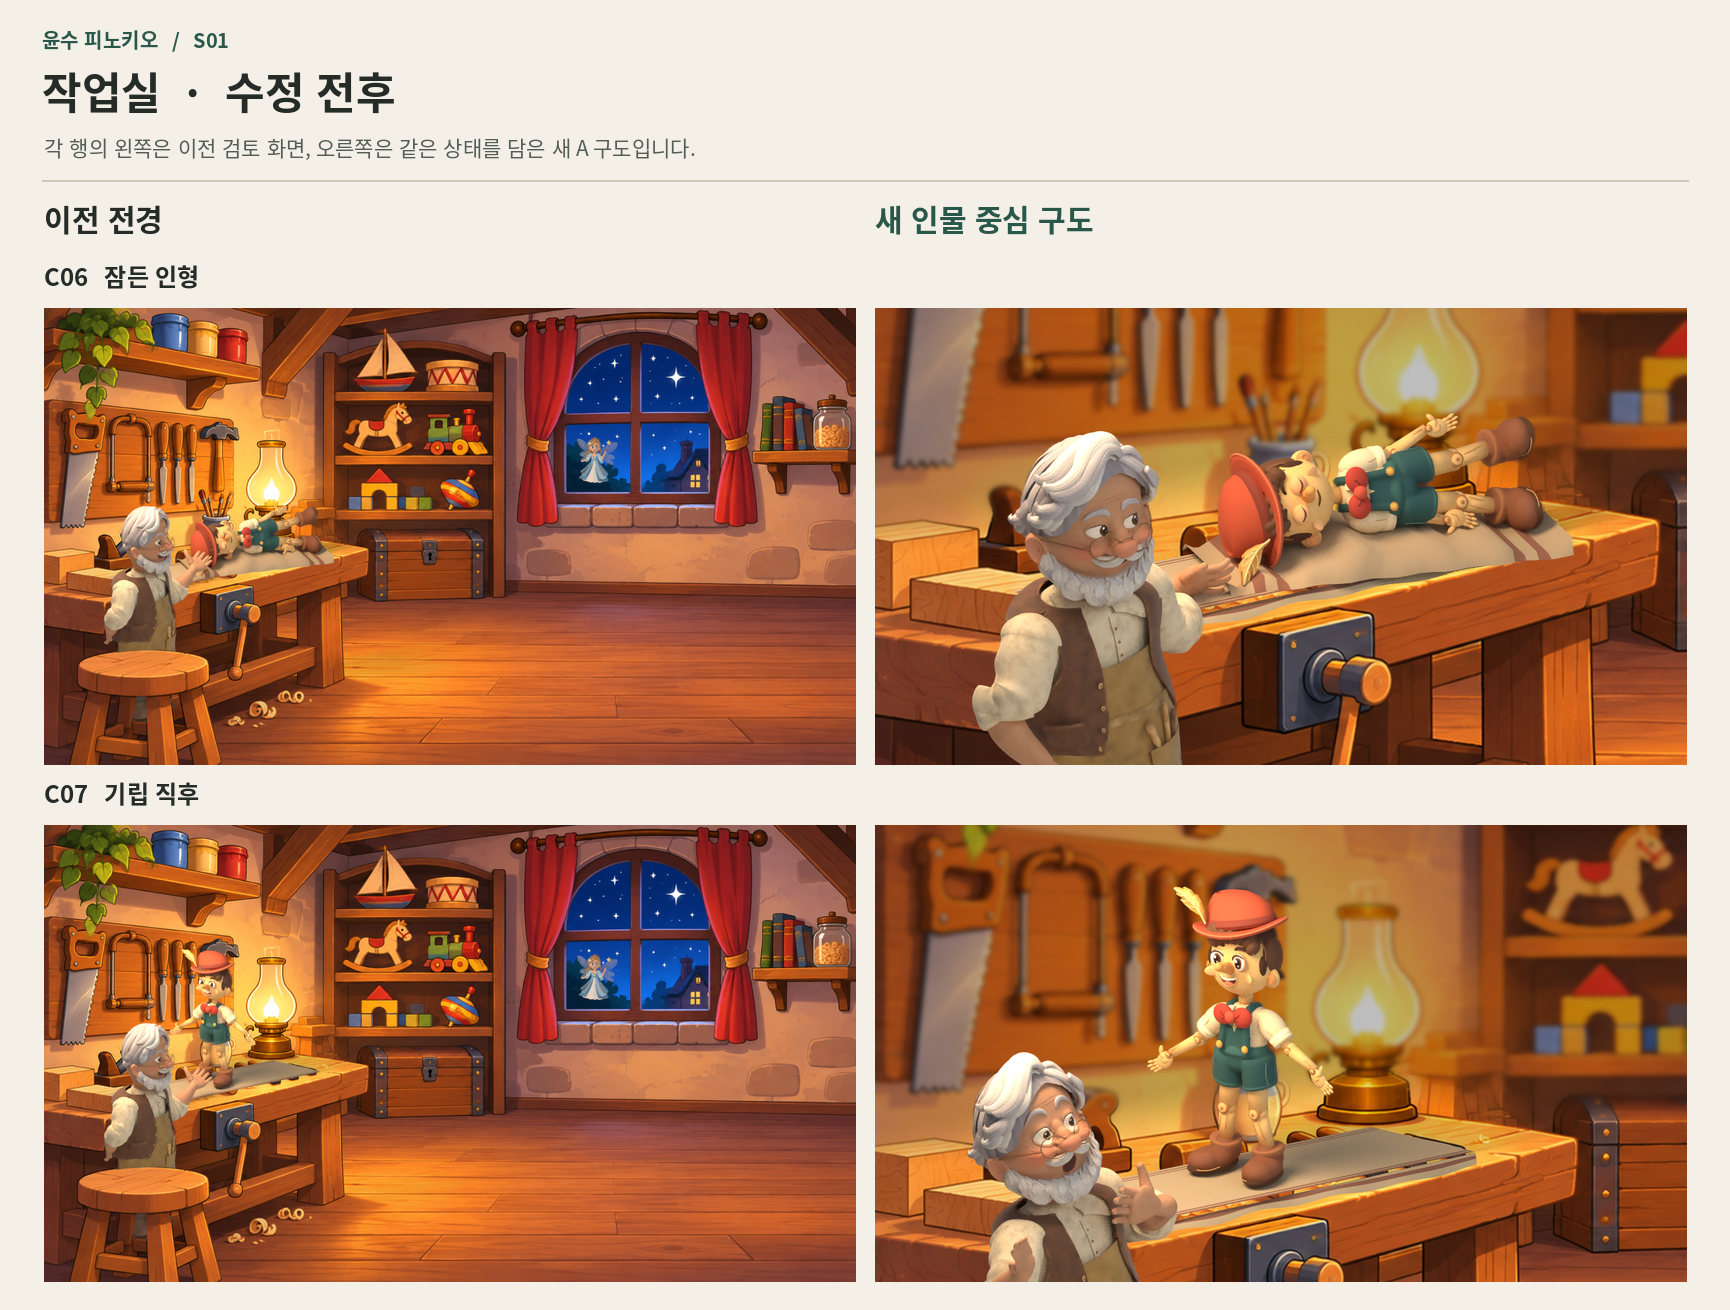 윤수 피노키오 / S01
작업실 · 수정 전후
각 행의 왼쪽은 이전 검토 화면, 오른쪽은 같은 상태를 담은 새 A 구도입니다.
이전 전경
새 인물 중심 구도
C06 잠든 인형
C07 기립 직후